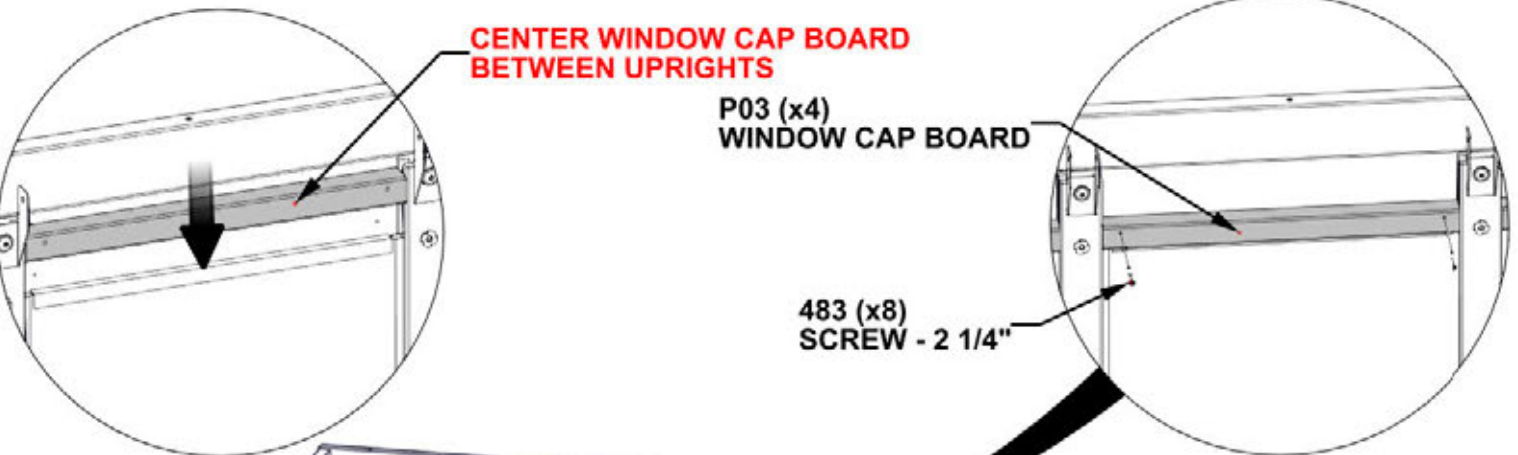 CENTER WINDOW CAP BOARD
BETWEEN UPRIGHTS
P03 (x4)
WINDOW CAP BOARD
483 (x8)
SCREW - 2 1/4"